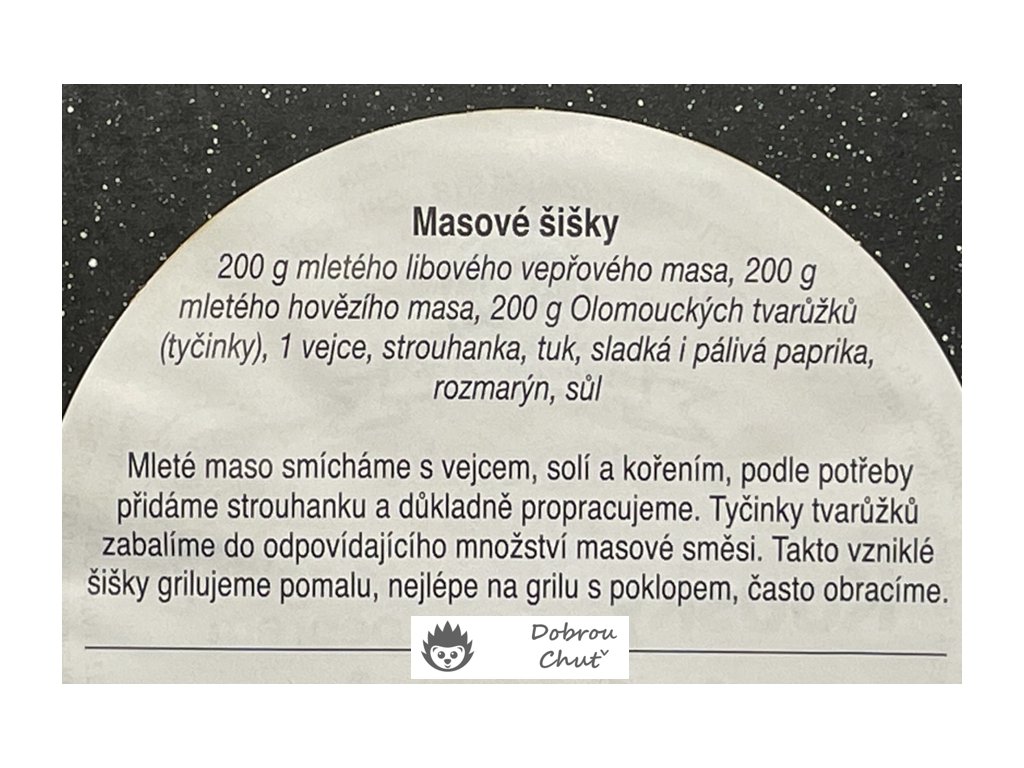 Masové šišky
200 g mletého libového vepřového masa, 200 g
mletého hovězího masa, 200 g Olomouckých tvarůžků
(tyčinky), 1 vejce, strouhanka, tuk, sladká i pálivá paprika,
rozmarýn, sůl
Mleté maso smícháme s vejcem, solí a kořením, podle potřeby
přidáme strouhanku a důkladně propracujeme. Tyčinky tvarůžků
zabalíme do odpovídajícího množství masové směsi. Takto vzniklé
šišky grilujeme pomalu, nejlépe na grilu s poklopem, často obracíme.
Dobrou
Chuť